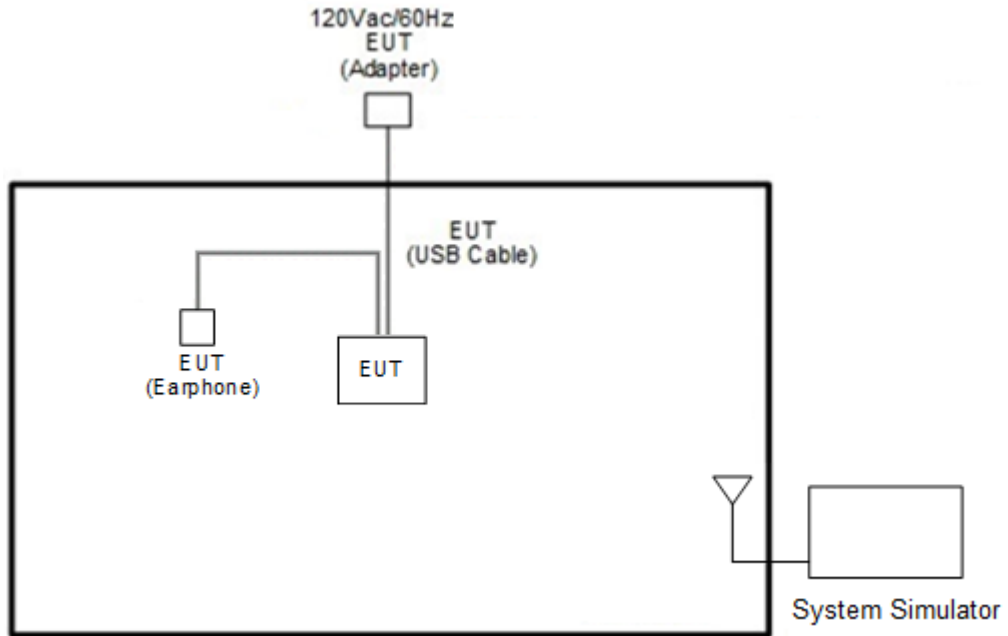 120Vac/60Hz
EUT
(Adapter)
EUT
(USB Cable)
EUT
(Earphone)
EUT
System Simulator